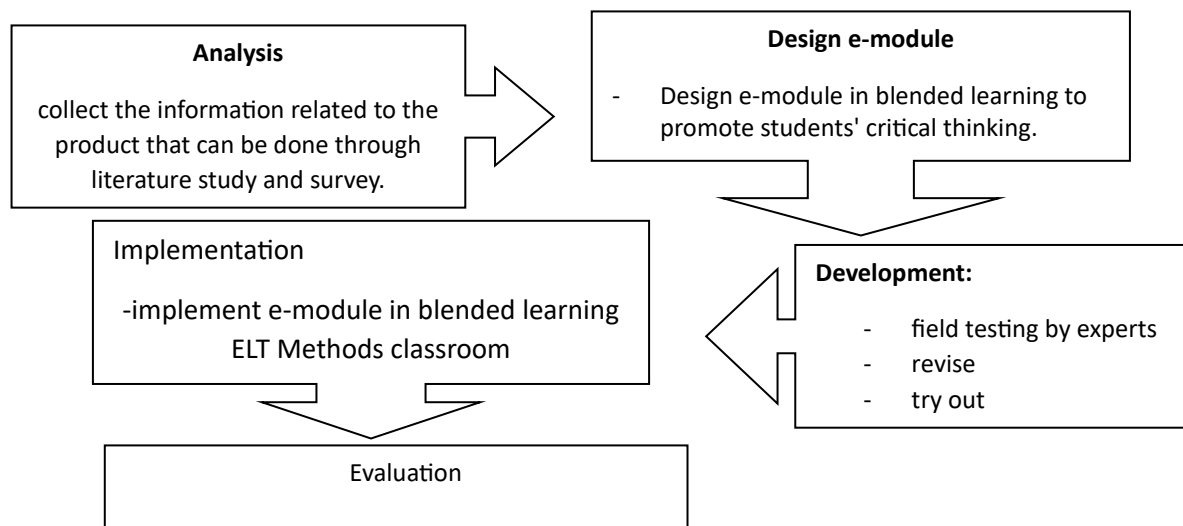 Analysis
collect the information related to the
product that can be done through
literature study and survey.
Design e-module
- Design e-module in blended learning to
promote students' critical thinking.
Development:
- field testing by experts
- revise
- try out
Implementation
-implement e-module in blended learning
ELT Methods classroom
Evaluation